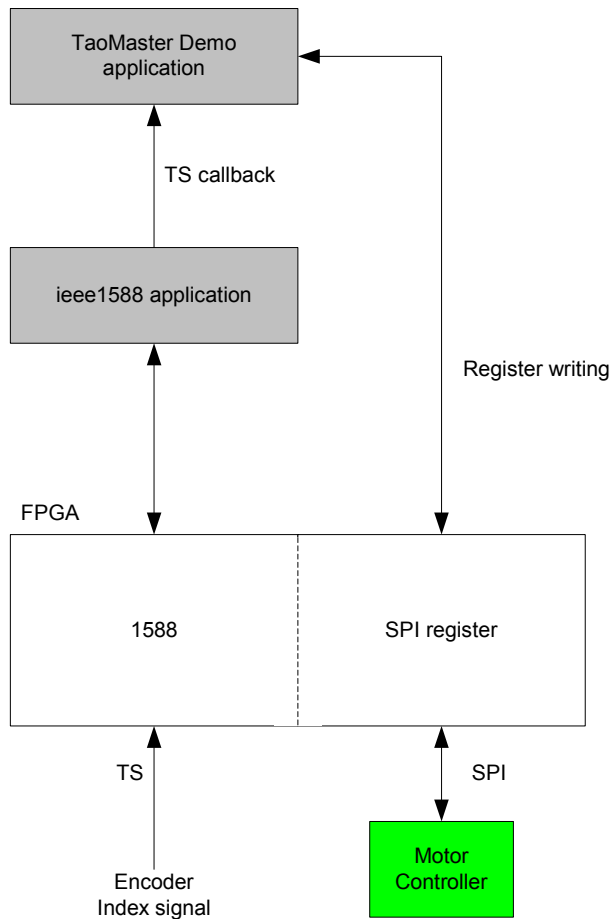 TaoMaster Demo
application
TS callback
ieee1588 application
Register writing
FPGA
1588
SPI register
TS
SPI
Encoder
Index signal
Motor
Controller